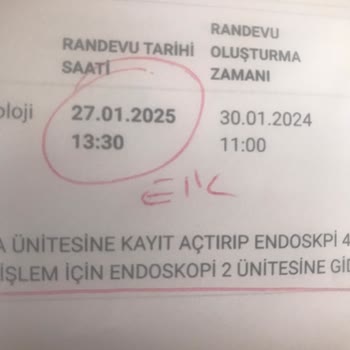 RANDEVU TARİHİ SAATİ
RANDEVU OLUŞTURMA ZAMANI
oloji 27.01.2025 30.01.2024
13:30 11:00
A ÜNİTESİNE KAYIT AÇTIRIP ENDOSKPİ 4
İŞLEM İÇİN ENDOSKOPİ 2 ÜNİTESİNE GİD